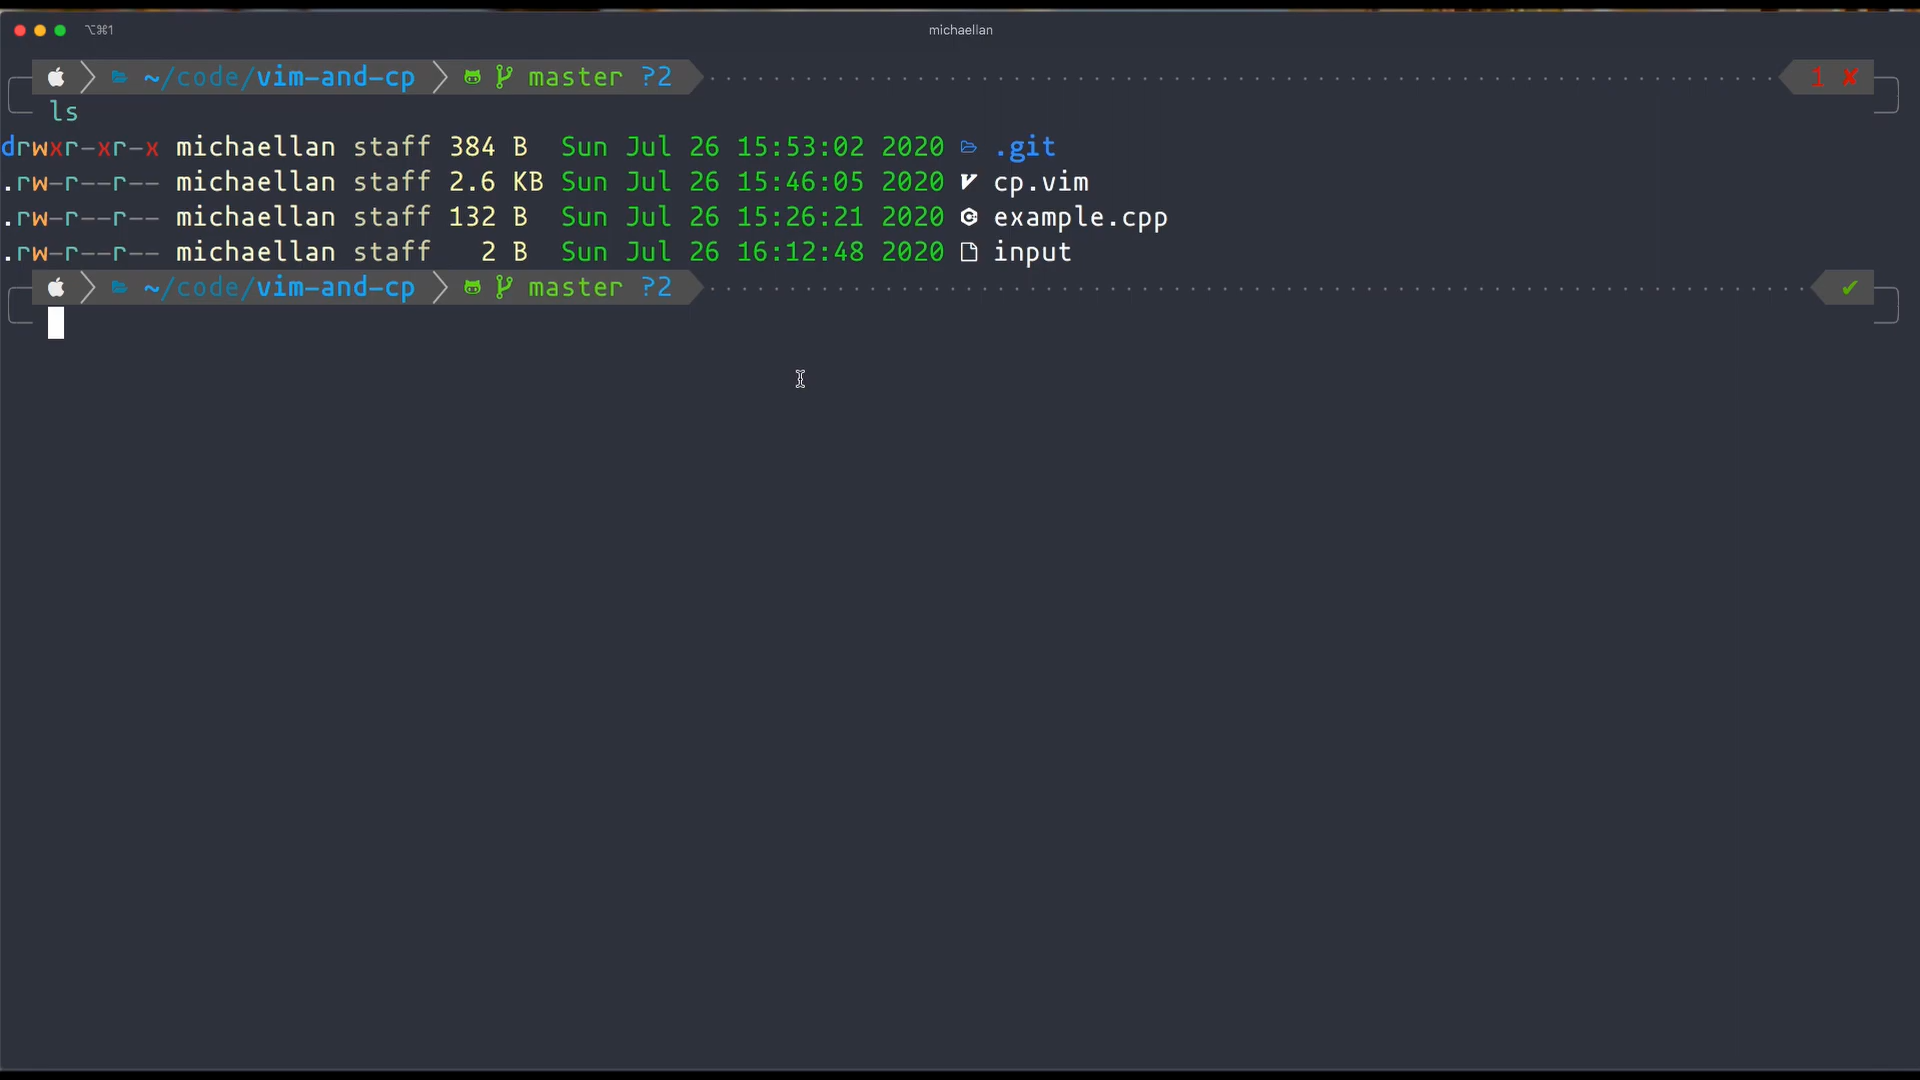 ⌥⌘1
michaellan
~/code/vim-and-cp master ?2 1 ✘
ls
drwxr-xr-x michaellan staff 384 B Sun Jul 26 15:53:02 2020 .git
.rw-r--r-- michaellan staff 2.6 KB Sun Jul 26 15:46:05 2020 cp.vim
.rw-r--r-- michaellan staff 132 B Sun Jul 26 15:26:21 2020 example.cpp
.rw-r--r-- michaellan staff 2 B Sun Jul 26 16:12:48 2020 input
~/code/vim-and-cp master ?2 ✔